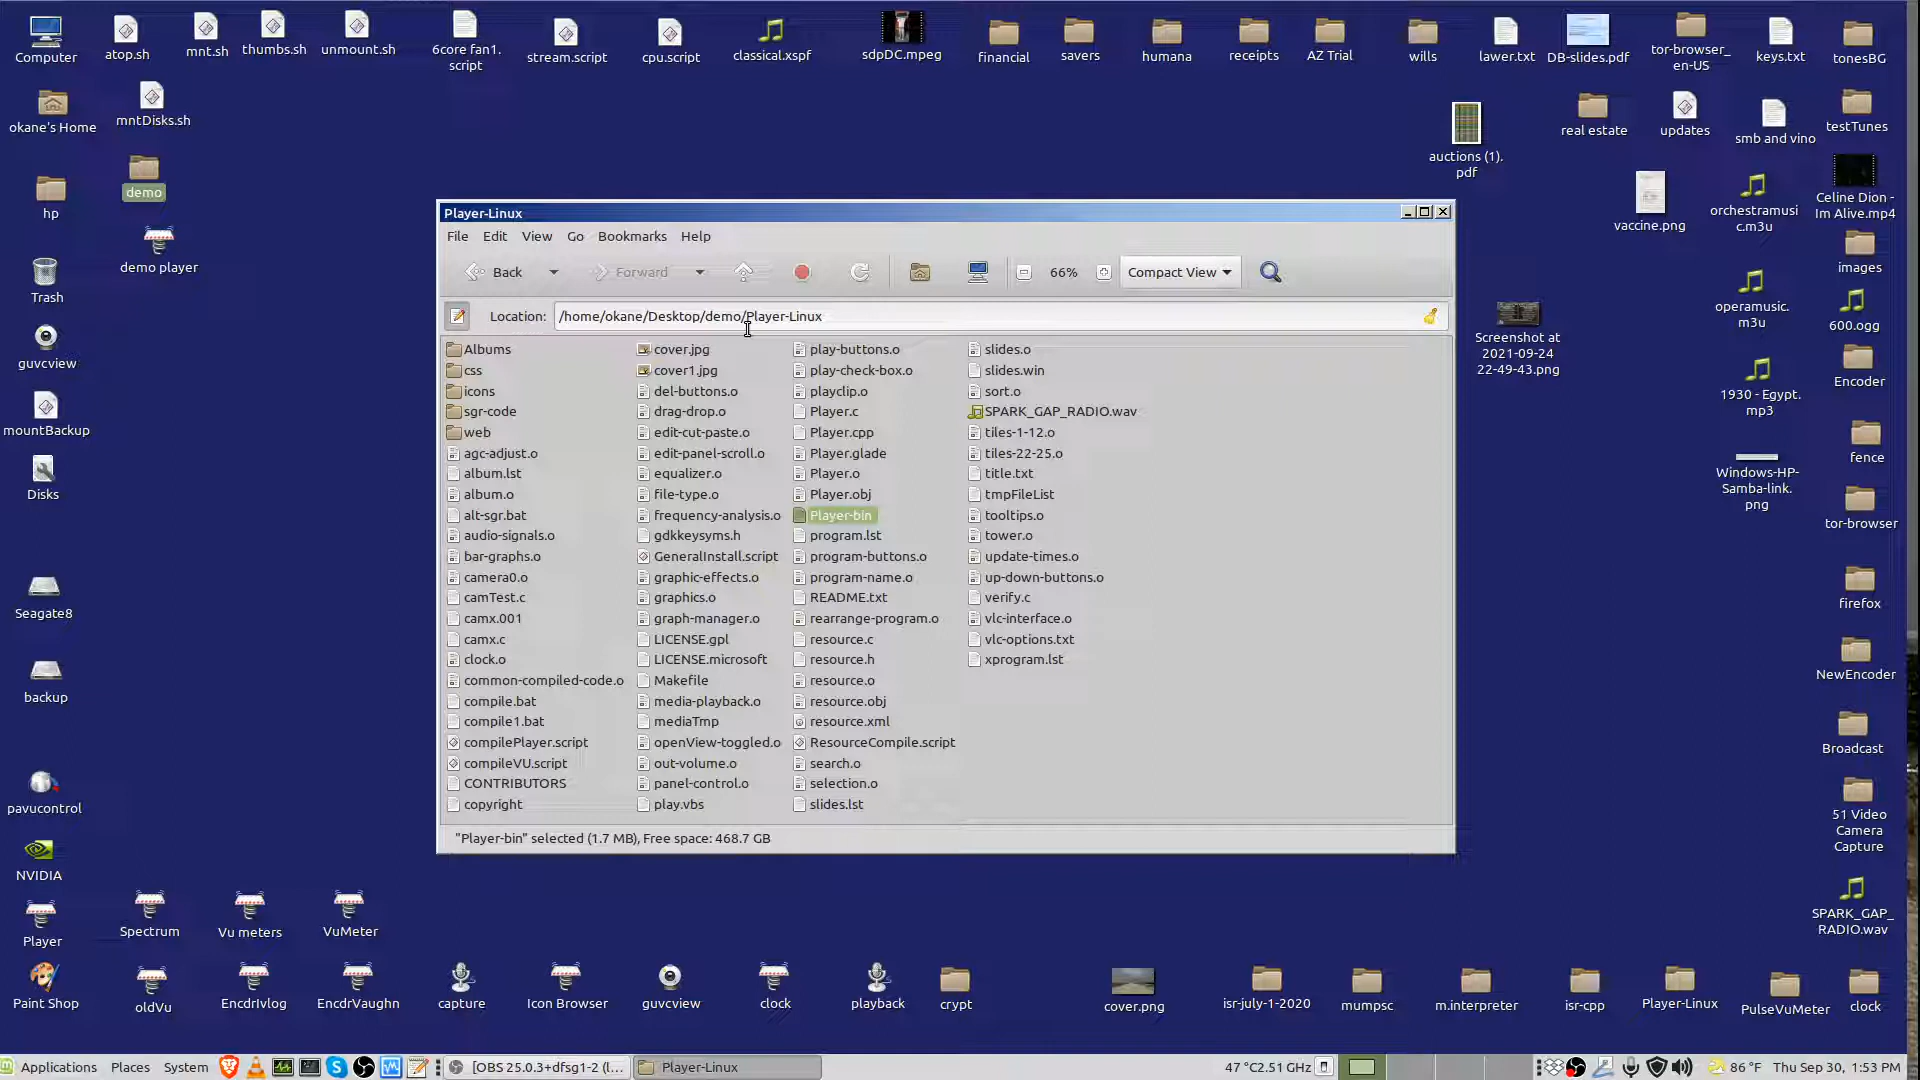 Computer
atop.sh
mnt.sh
thumbs.sh
unmount.sh
6core fan1.
script
stream.script
cpu.script
classical.xspf
sdpDC.mpeg
financial
savers
humana
receipts
AZ Trial
wills
lawer.txt
DB-slides.pdf
tor-browser_
en-US
keys.txt
tonesBG
okane's Home
mntDisks.sh
auctions (1).
pdf
real estate
updates
smb and vino
testTunes
hp
demo
demo player
vaccine.png
orchestramusi
c.m3u
Celine Dion -
Im Alive.mp4
Trash
guvcview
mountBackup
Disks
Seagate8
backup
pavucontrol
NVIDIA
Player
Paint Shop
Player-Linux
File Edit View Go Bookmarks Help
Back Forward 66% Compact View
Location: /home/okane/Desktop/demo/Player-Linux
Albums
css
icons
sgr-code
web
agc-adjust.o
album.lst
album.o
alt-sgr.bat
audio-signals.o
bar-graphs.o
camera0.o
camTest.c
camx.001
camx.c
clock.o
common-compiled-code.o
compile.bat
compile1.bat
compilePlayer.script
compileVU.script
CONTRIBUTORS
copyright
cover.jpg
cover1.jpg
del-buttons.o
drag-drop.o
edit-cut-paste.o
edit-panel-scroll.o
equalizer.o
file-type.o
frequency-analysis.o
gdkkeysyms.h
GeneralInstall.script
graphic-effects.o
graphics.o
graph-manager.o
LICENSE.gpl
LICENSE.microsoft
Makefile
media-playback.o
mediaTmp
openView-toggled.o
out-volume.o
panel-control.o
play.vbs
play-buttons.o
play-check-box.o
playclip.o
Player.c
Player.cpp
Player.glade
Player.o
Player.obj
Player-bin
program.lst
program-buttons.o
program-name.o
README.txt
rearrange-program.o
resource.c
resource.h
resource.o
resource.obj
resource.xml
ResourceCompile.script
search.o
selection.o
slides.lst
slides.o
slides.win
sort.o
SPARK_GAP_RADIO.wav
tiles-1-12.o
tiles-22-25.o
title.txt
tmpFileList
tooltips.o
tower.o
update-times.o
up-down-buttons.o
verify.c
vlc-interface.o
vlc-options.txt
xprogram.lst
"Player-bin" selected (1.7 MB), Free space: 468.7 GB
images
Screenshot at
2021-09-24
22-49-43.png
operamusic.
m3u
600.ogg
1930 - Egypt.
mp3
Encoder
fence
Windows-HP-
Samba-link.
png
tor-browser
firefox
NewEncoder
Broadcast
51 Video
Camera
Capture
SPARK_GAP_
RADIO.wav
Spectrum
Vu meters
VuMeter
oldVu
EncdrIvlog
EncdrVaughn
capture
Icon Browser
guvcview
clock
playback
crypt
cover.png
isr-july-1-2020
mumpsc
m.interpreter
isr-cpp
Player-Linux
PulseVuMeter
clock
Applications Places System [OBS 25.0.3+dfsg1-2 (l... Player-Linux 47 °C 2.51 GHz 86 °F Thu Sep 30, 1:53 PM